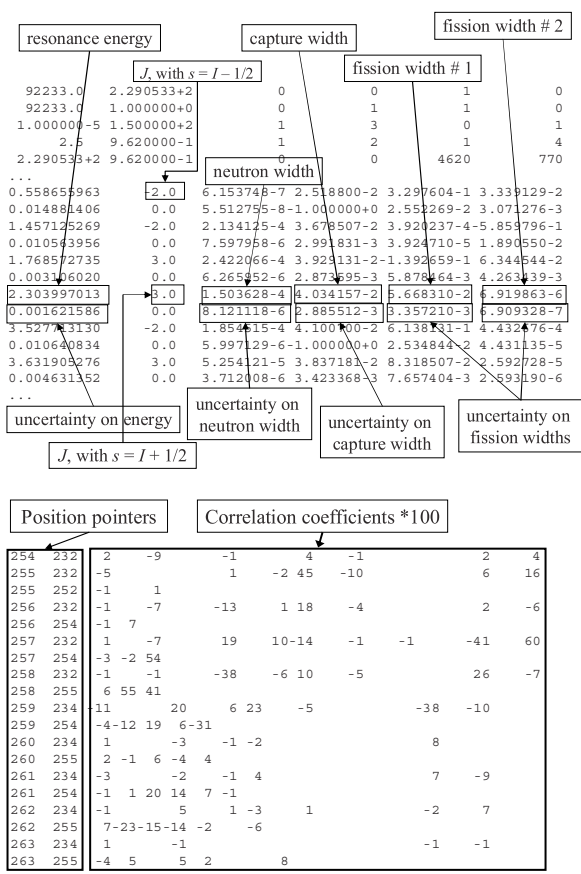 fission width # 2
resonance energy
capture width
J, with s = I – 1/2
fission width # 1
92233.0 2.290533+2 0 0 1 0
92233.0 1.000000+0 0 1 1 0
1.000000-5 1.500000+2 1 3 0 1
2.5 9.620000-1 1 2 1 4
2.290533+2 9.620000-1 0 0 4620 770
...
neutron width
0.558655963 -2.0 6.153748-7 2.518800-2 3.297604-1 3.339129-2
0.014881406 0.0 5.512755-8-1.000000+0 2.552269-2 3.071276-3
1.457125269 -2.0 2.134125-4 3.678507-2 3.920237-4-5.859796-1
0.010563956 0.0 7.597958-6 2.991831-3 3.924710-5 1.890550-2
1.768572735 3.0 2.422066-4 3.929131-2-1.392659-1 6.344544-2
0.003106020 0.0 6.265952-6 2.873595-3 5.878464-3 4.263439-3
2.303997013 3.0 1.503628-4 4.034157-2 5.668310-2 6.919863-6
0.001621586 0.0 8.121118-6 2.885512-3 3.357210-3 6.909328-7
-2.0 4.100700-2
0.010640834 0.0 5.997129-6-1.000000+0 2.534844-2 4.431135-5
3.631905276 3.0 5.254121-5 3.837181-2 8.318507-2 2.592728-5
0.004631352 0.0 3.712008-6 3.423368-3 7.657404-3 2.593190-6
...
uncertainty on energy
uncertainty on
neutron width
uncertainty on
capture width
uncertainty on
fission widths
J, with s = I + 1/2
Position pointers
Correlation coefficients *100
254 232 2 -9 -1 4 -1 2 4
255 232 -5 1 -2 45 -10 6 16
255 252 -1 1
256 232 -1 -7 -13 1 18 -4 2 -6
256 254 -1 7
257 232 1 -7 19 10-14 -1 -1 -41 60
257 254 -3 -2 54
258 232 -1 -1 -38 -6 10 -5 26 -7
258 255 6 55 41
259 234 -11 20 6 23 -5 -38 -10
259 254 -4-12 19 6-31
260 234 1 -3 -1 -2 8
260 255 2 -1 6 -4 4
261 234 -3 -2 -1 4 7 -9
261 254 -1 1 20 14 7 -1
262 234 -1 5 1 -3 1 -2 7
262 255 7-23-15-14 -2 -6
263 234 1 -1 -1 -1
263 255 -4 5 5 2 8